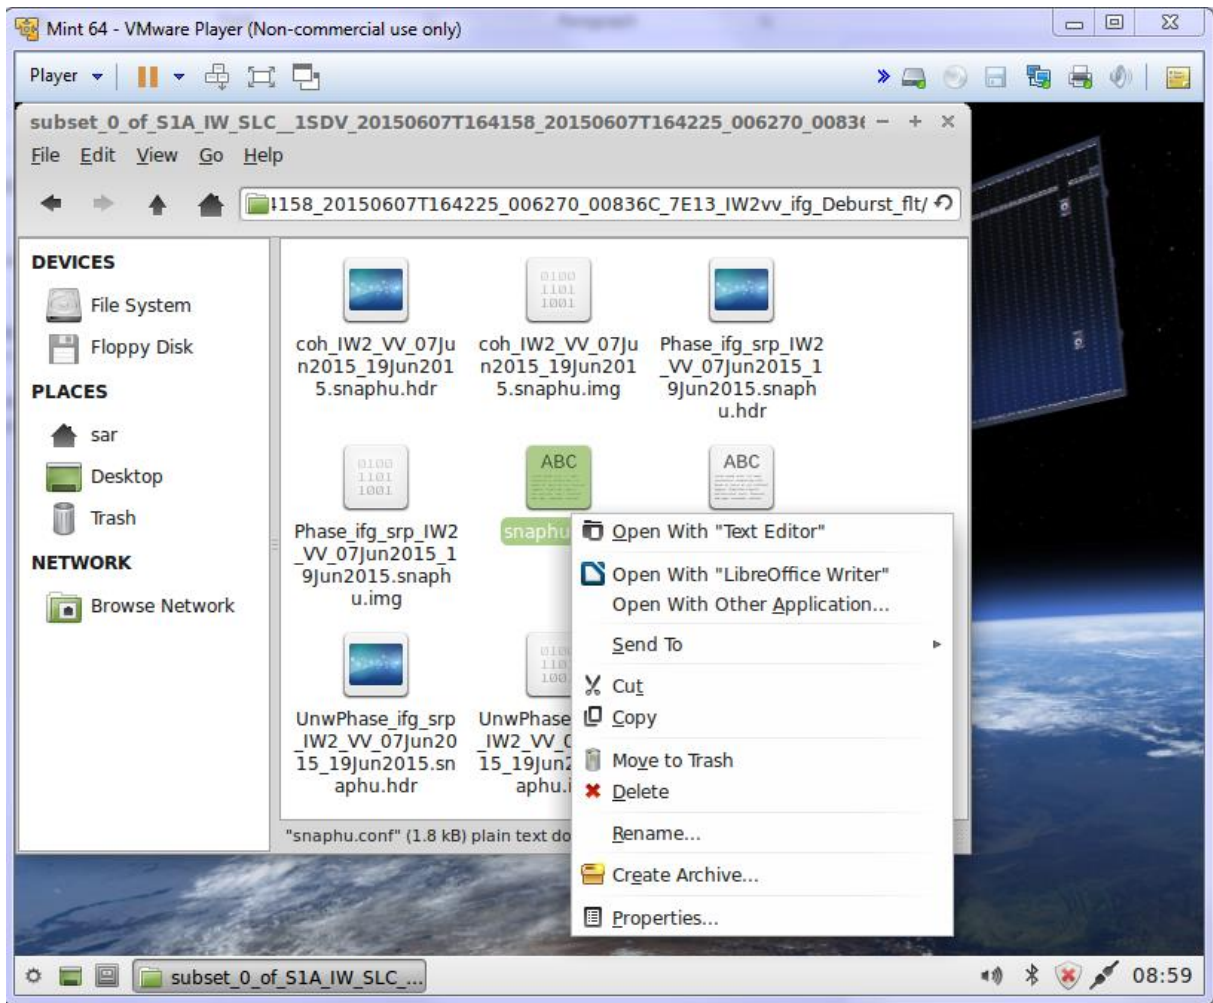 Mint 64 - VMware Player (Non-commercial use only)
Player
subset_0_of_S1A_IW_SLC__1SDV_20150607T164158_20150607T164225_006270_0083
File Edit View Go Help
158_20150607T164225_006270_00836C_7E13_IW2vv_ifg_Deburst_flt/
DEVICES
File System
Floppy Disk
PLACES
sar
Desktop
Trash
NETWORK
Browse Network
coh_IW2_VV_07Ju
n2015_19Jun201
5.snaphu.hdr
coh_IW2_VV_07Ju
n2015_19Jun201
5.snaphu.img
Phase_ifg_srp_IW2
_VV_07Jun2015_1
9Jun2015.snaph
u.hdr
Phase_ifg_srp_IW2
_VV_07Jun2015_1
9Jun2015.snaph
u.img
ABC
snaphu
ABC
UnwPhase_ifg_srp
_IW2_VV_07Jun20
15_19Jun2015.sn
aphu.hdr
UnwPhase
_IW2_VV_0
15_19Jun2
aphu.i
Open With "Text Editor"
Open With "LibreOffice Writer"
Open With Other Application...
Send To
Cut
Copy
Move to Trash
Delete
Rename...
Create Archive...
Properties...
"snaphu.conf" (1.8 kB) plain text do
subset_0_of_S1A_IW_SLC_...
08:59